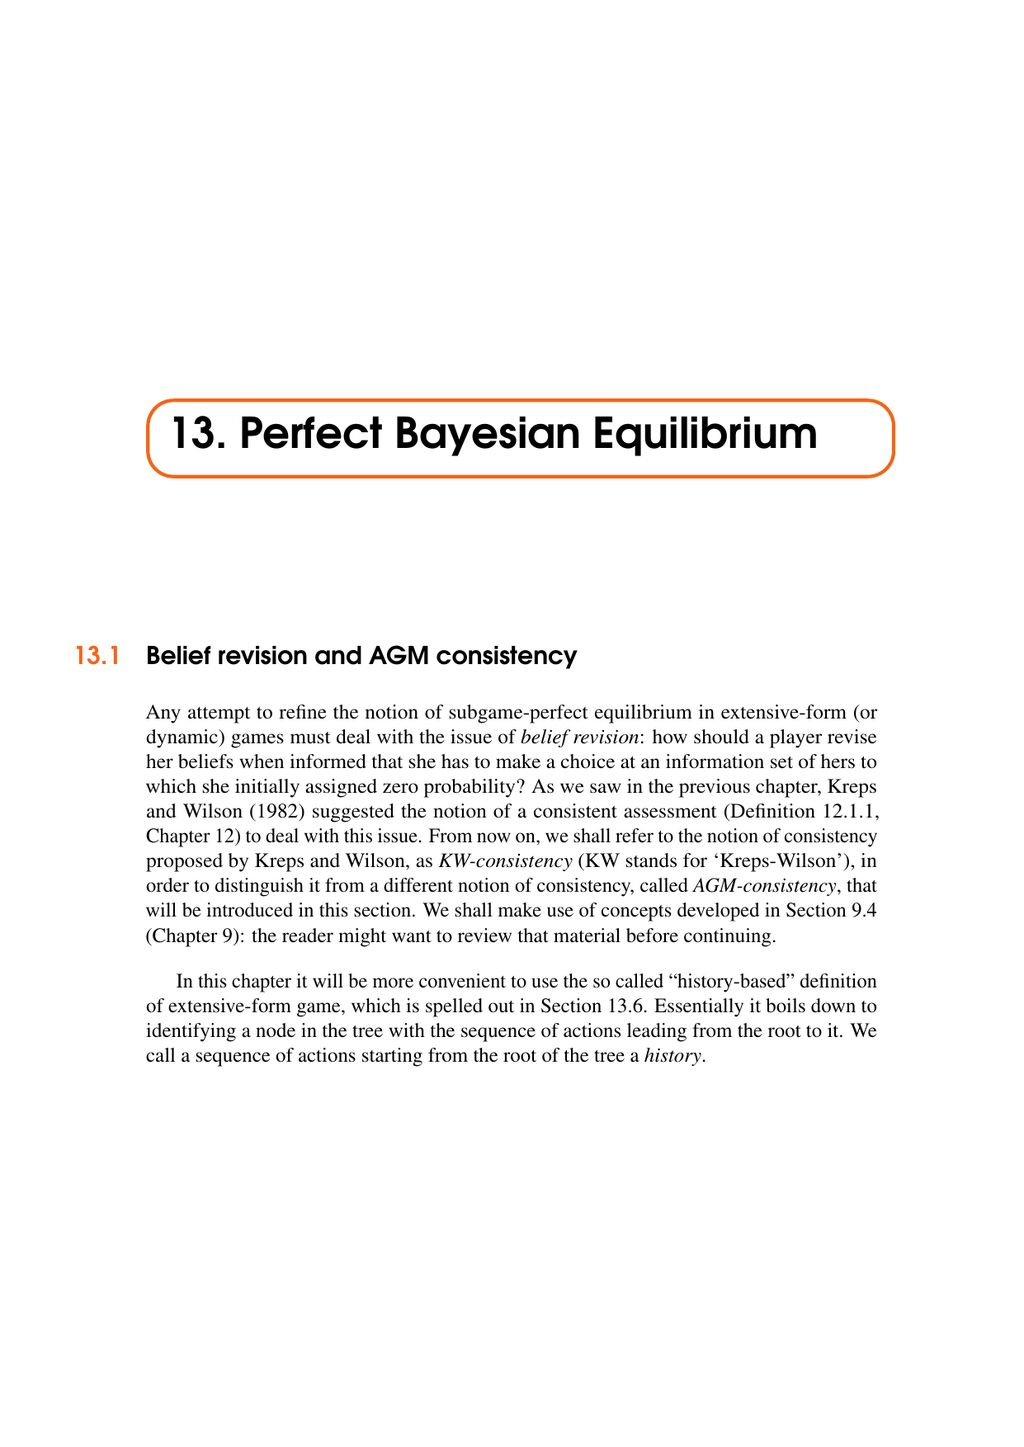 13. Perfect Bayesian Equilibrium
13.1 Belief revision and AGM consistency
Any attempt to refine the notion of subgame-perfect equilibrium in extensive-form (or
dynamic) games must deal with the issue of belief revision: how should a player revise
her beliefs when informed that she has to make a choice at an information set of hers to
which she initially assigned zero probability? As we saw in the previous chapter, Kreps
and Wilson (1982) suggested the notion of a consistent assessment (Definition 12.1.1,
Chapter 12) to deal with this issue. From now on, we shall refer to the notion of consistency
proposed by Kreps and Wilson, as KW-consistency (KW stands for ‘Kreps-Wilson’), in
order to distinguish it from a different notion of consistency, called AGM-consistency, that
will be introduced in this section. We shall make use of concepts developed in Section 9.4
(Chapter 9): the reader might want to review that material before continuing.
In this chapter it will be more convenient to use the so called “history-based” definition
of extensive-form game, which is spelled out in Section 13.6. Essentially it boils down to
identifying a node in the tree with the sequence of actions leading from the root to it. We
call a sequence of actions starting from the root of the tree a history.